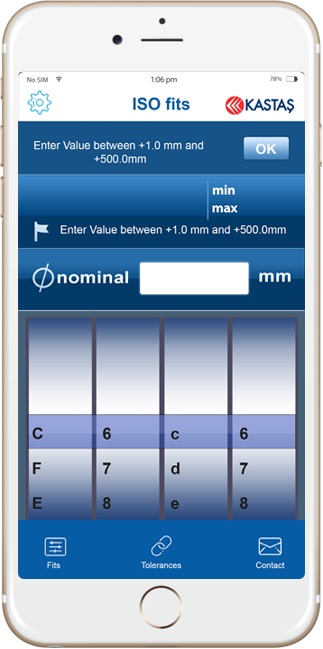 No SIM 1:06 pm 78%
ISO fits KASTAŞ
Enter Value between +1.0 mm and
+500.0mm
OK
min
max
Enter Value between +1.0 mm and +500.0mm
nominal mm
C 6 c 6
F 7 d 7
E 8 e 8
Fits Tolerances Contact